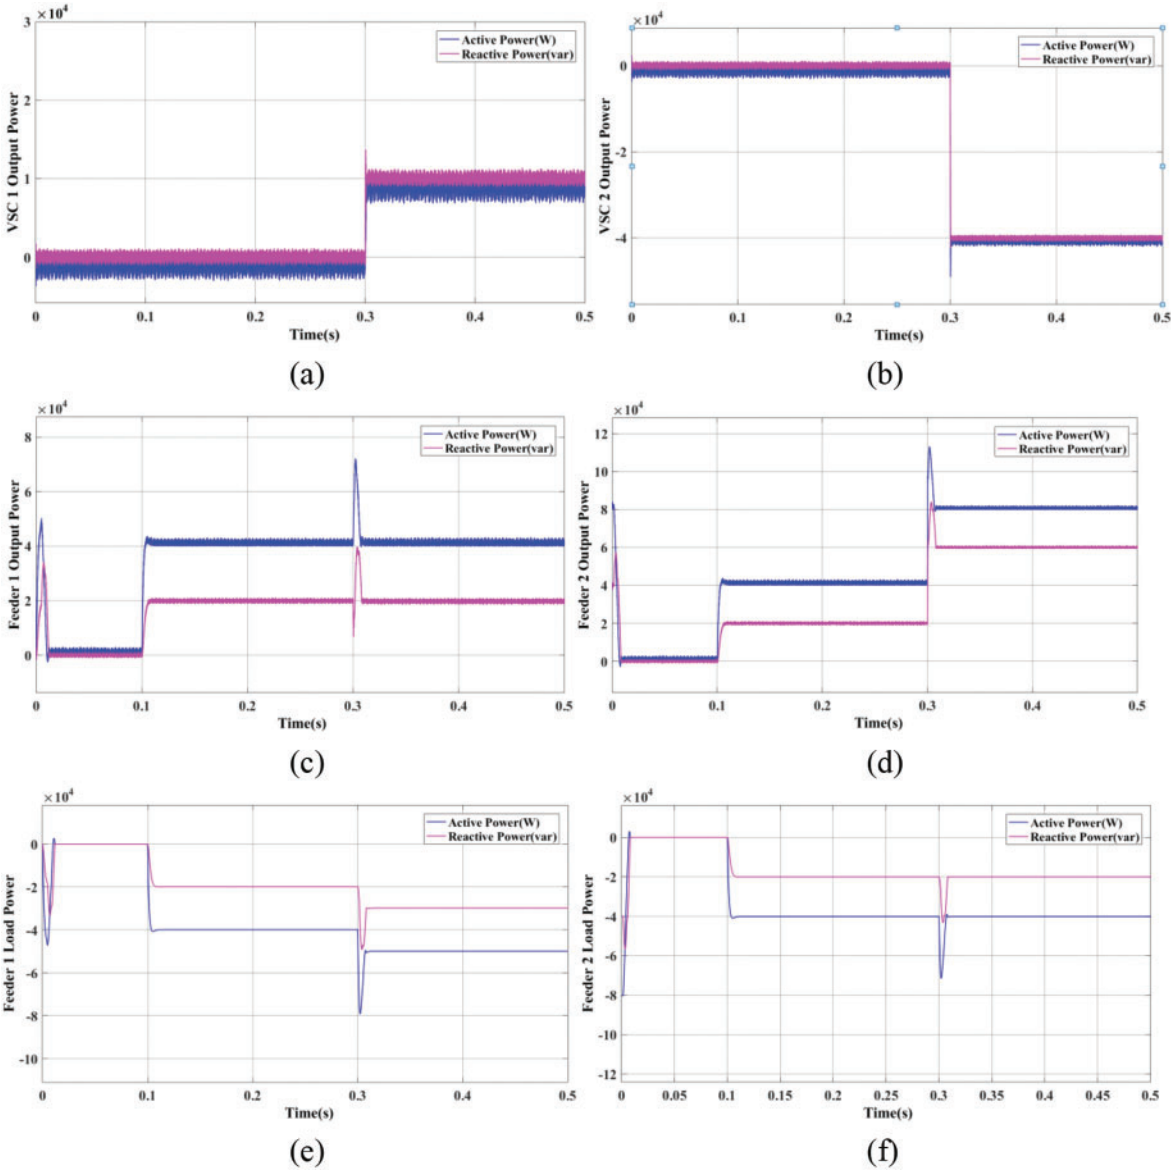 ×10⁴
3
2
1
0
VSC 1 Output Power
Active Power(W)
Reactive Power(var)
0
0.1
0.2
0.3
0.4
0.5
Time(s)
(a)
×10⁴
0
-2
-4
VSC 2 Output Power
Active Power(W)
Reactive Power(var)
0
0.1
0.2
0.3
0.4
0.5
Time(s)
(b)
×10⁴
8
6
4
2
0
Feeder 1 Output Power
Active Power(W)
Reactive Power(var)
0
0.1
0.2
0.3
0.4
0.5
Time(s)
(c)
×10⁴
12
10
8
6
4
2
0
Feeder 2 Output Power
Active Power(W)
Reactive Power(var)
0
0.1
0.2
0.3
0.4
0.5
Time(s)
(d)
×10⁴
0
-2
-4
-6
-8
-10
Feeder 1 Load Power
Active Power(W)
Reactive Power(var)
0
0.1
0.2
0.3
0.4
0.5
Time(s)
(e)
×10⁴
0
-2
-4
-6
-8
-10
-12
Feeder 2 Load Power
Active Power(W)
Reactive Power(var)
0
0.05
0.1
0.15
0.2
0.25
0.3
0.35
0.4
0.45
0.5
Time(s)
(f)